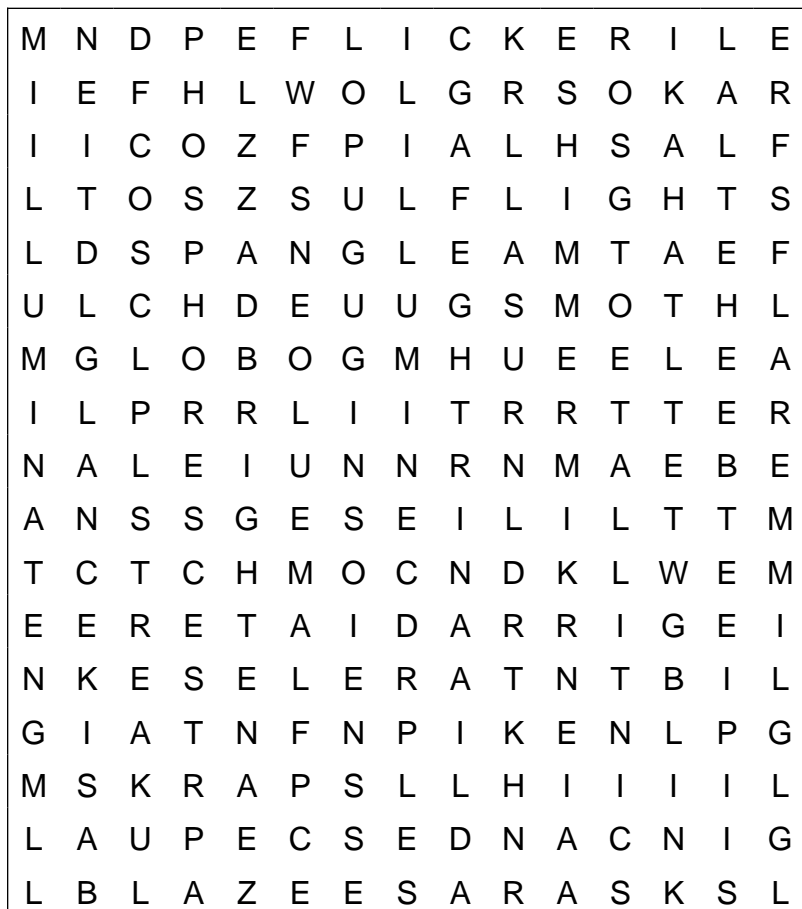 M N D P E F L I C K E R I L E
I E F H L W O L G R S O K A R
I I C O Z F P I A L H S A L F
L T O S Z S U L F L I G H T S
L D S P A N G L E A M T A E F
U L C H D E U U G S M O T H L
M G L O B O G M H U E E L E A
I L P R R L I I T R R T T E R
N A L E I U N N R N M A E B E
A N S S G E S E I L I L T T M
T C T C H M O C N D K L W E M
E E R E T A I D A R R I G E I
N K E S E L E R A T N T B I L
G I A T N F N P I K E N L P G
M S K R A P S L L H I I I I L
L A U P E C S E D N A C N I G
L B L A Z E E S A R A S K S L